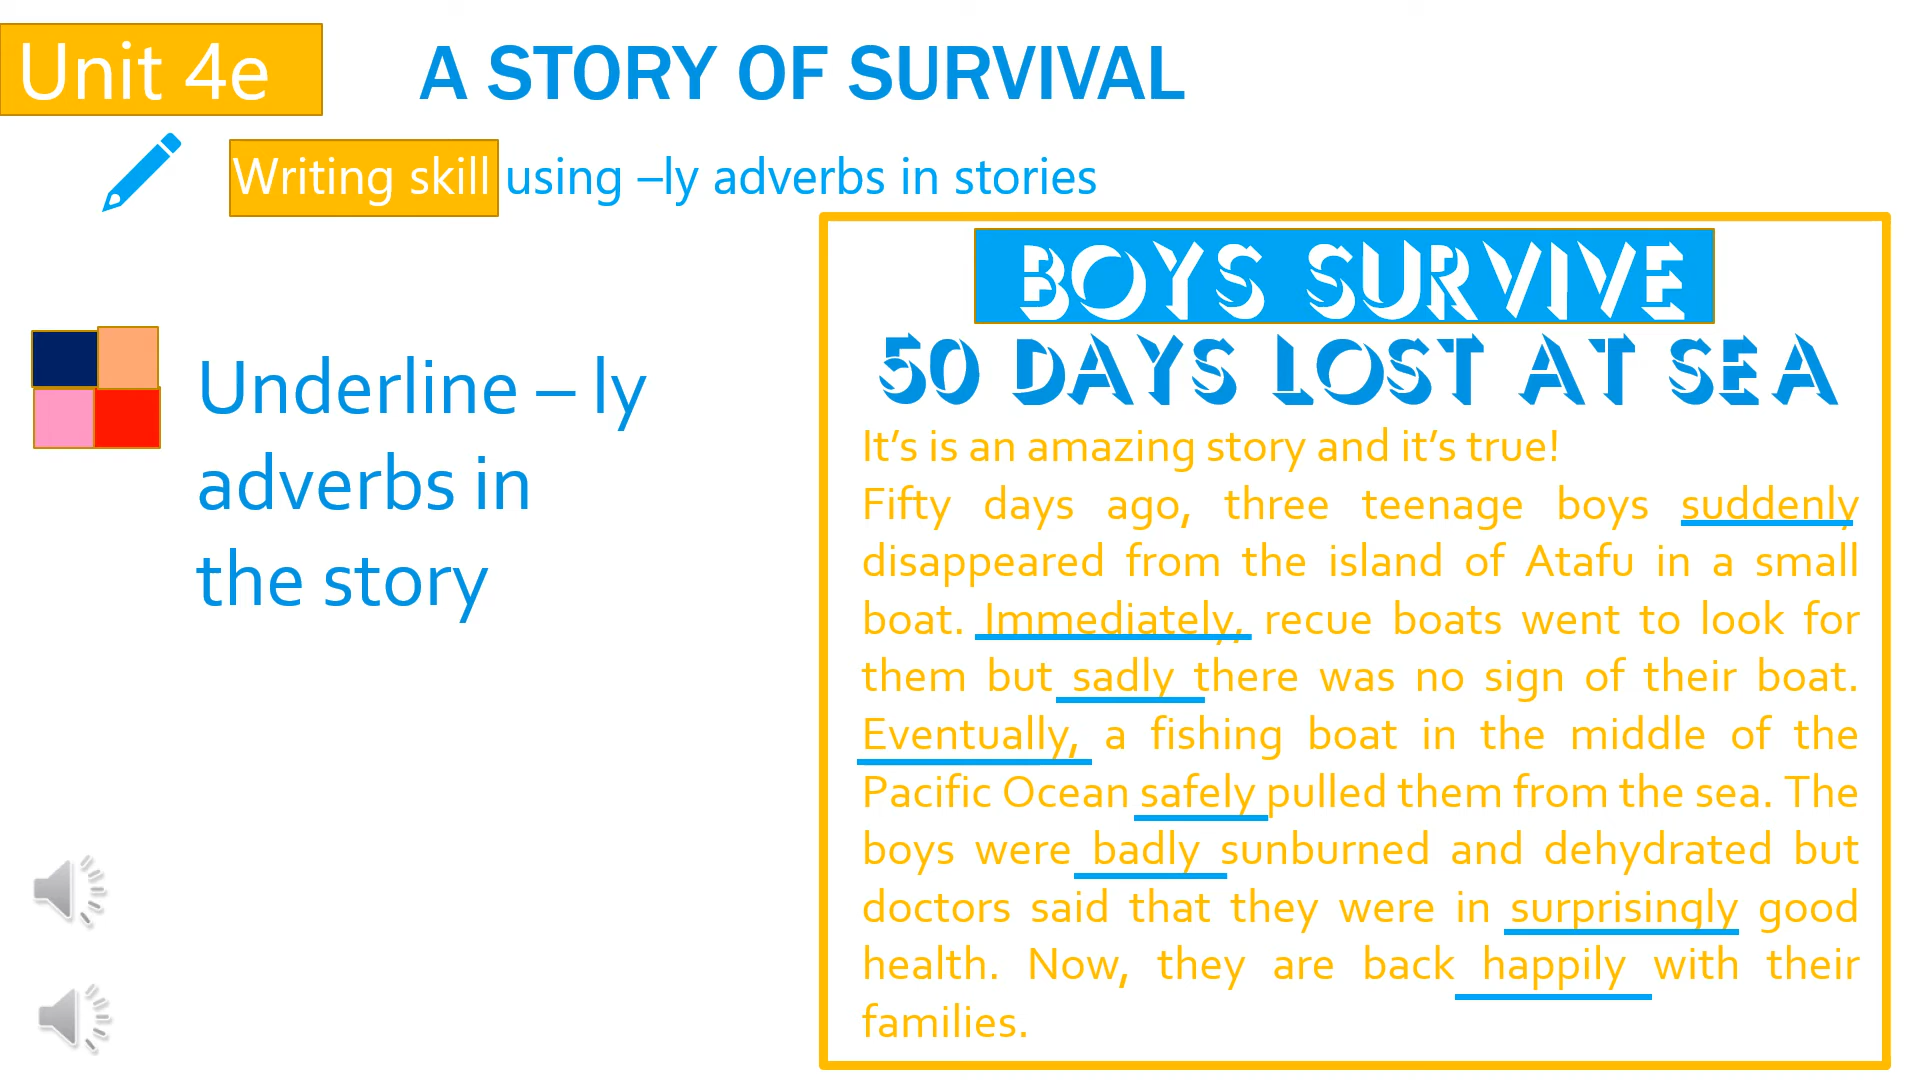 Unit 4e
A STORY OF SURVIVAL
Writing skill using –ly adverbs in stories
Underline – ly
adverbs in
the story
BOYS SURVIVE
50 DAYS LOST AT SEA
It’s is an amazing story and it’s true!
Fifty days ago, three teenage boys suddenly
disappeared from the island of Atafu in a small
boat. Immediately, recue boats went to look for
them but sadly there was no sign of their boat.
Eventually, a fishing boat in the middle of the
Pacific Ocean safely pulled them from the sea. The
boys were badly sunburned and dehydrated but
doctors said that they were in surprisingly good
health. Now, they are back happily with their
families.